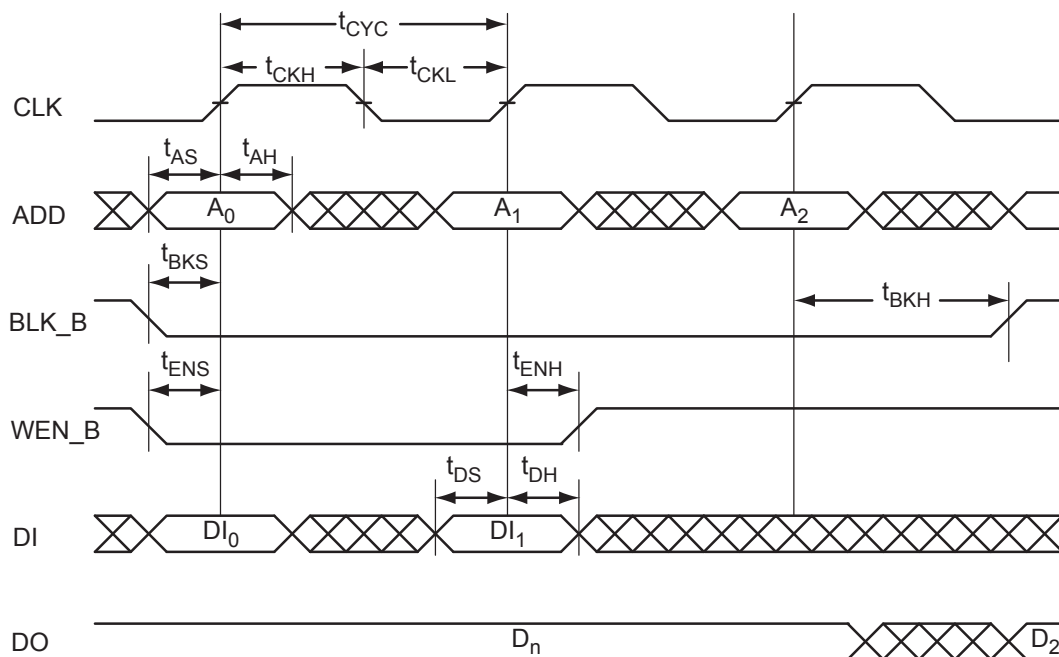 tCYC
tCKH tCKL
CLK
tAS tAH
ADD A0 A1 A2
tBKS
tBKH
BLK_B
tENS tENH
WEN_B
tDS tDH
DI DI0 DI1
DO Dn D2